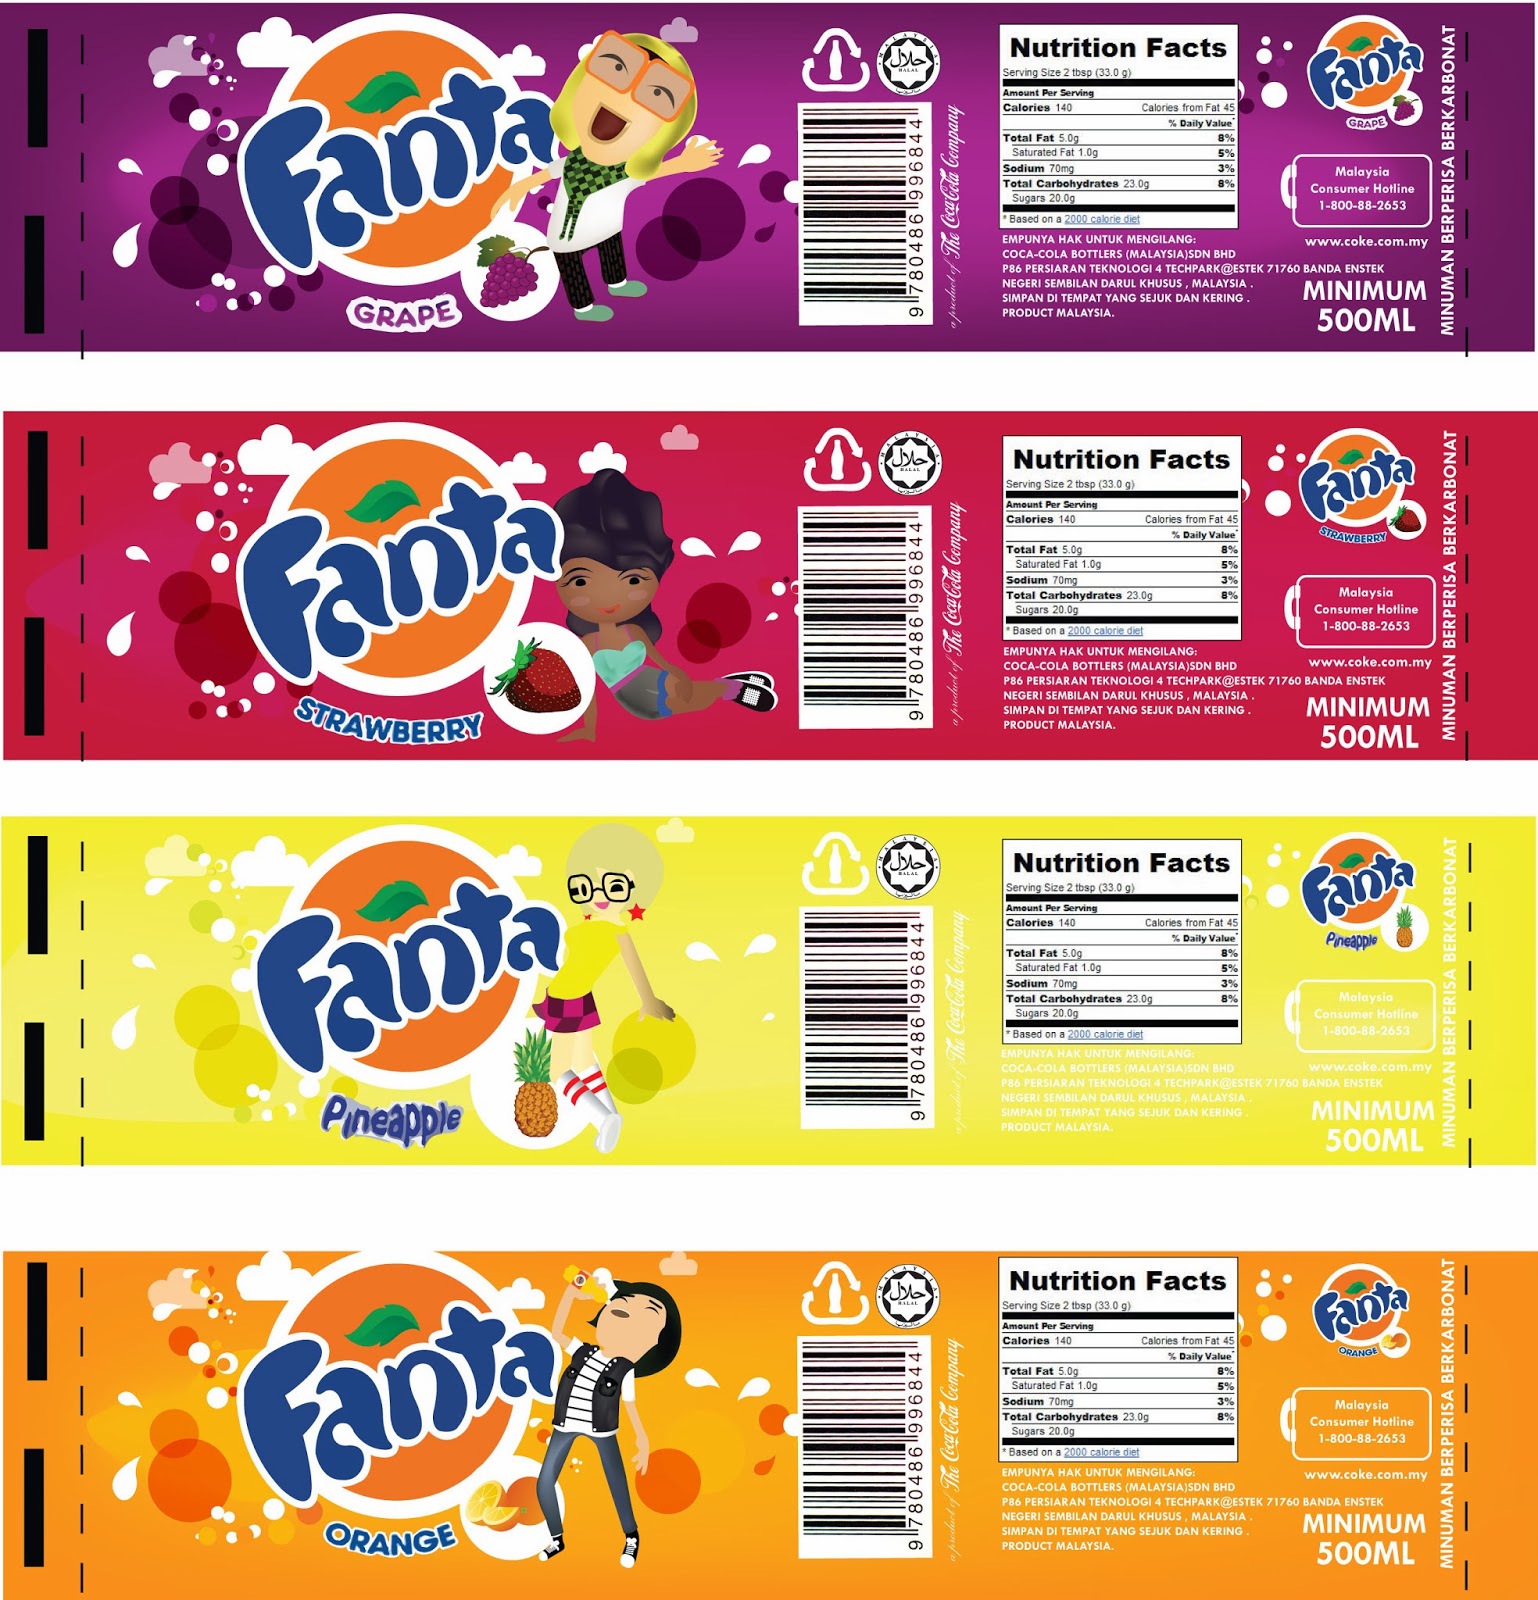 Fanta
GRAPE
MALAYSIA
حلال
HALAL
9 780486 996844
a product of The Coca Cola Company
Nutrition Facts
Serving Size 2 tbsp (33.0 g)
Amount Per Serving
Calories 140 Calories from Fat 45
% Daily Value*
Total Fat 5.0g 8%
Saturated Fat 1.0g 5%
Sodium 70mg 3%
Total Carbohydrates 23.0g 8%
Sugars 20.0g
* Based on a 2000 calorie diet
EMPUNYA HAK UNTUK MENGILANG:
COCA-COLA BOTTLERS (MALAYSIA)SDN BHD
P86 PERSIARAN TEKNOLOGI 4 TECHPARK@ESTEK 71760 BANDA ENSTEK
NEGERI SEMBILAN DARUL KHUSUS , MALAYSIA .
SIMPAN DI TEMPAT YANG SEJUK DAN KERING .
PRODUCT MALAYSIA.
Fanta
GRAPE
Malaysia
Consumer Hotline
1-800-88-2653
www.coke.com.my
MINIMUM
500ML
MINUMAN BERPERISA BERKARBONAT
Fanta
STRAWBERRY
MALAYSIA
حلال
HALAL
9 780486 996844
a product of The Coca Cola Company
Nutrition Facts
Serving Size 2 tbsp (33.0 g)
Amount Per Serving
Calories 140 Calories from Fat 45
% Daily Value*
Total Fat 5.0g 8%
Saturated Fat 1.0g 5%
Sodium 70mg 3%
Total Carbohydrates 23.0g 8%
Sugars 20.0g
* Based on a 2000 calorie diet
EMPUNYA HAK UNTUK MENGILANG:
COCA-COLA BOTTLERS (MALAYSIA)SDN BHD
P86 PERSIARAN TEKNOLOGI 4 TECHPARK@ESTEK 71760 BANDA ENSTEK
NEGERI SEMBILAN DARUL KHUSUS , MALAYSIA .
SIMPAN DI TEMPAT YANG SEJUK DAN KERING .
PRODUCT MALAYSIA.
Fanta
STRAWBERRY
Malaysia
Consumer Hotline
1-800-88-2653
www.coke.com.my
MINIMUM
500ML
MINUMAN BERPERISA BERKARBONAT
Fanta
Pineapple
MALAYSIA
حلال
HALAL
9 780486 996844
a product of The Coca Cola Company
Nutrition Facts
Serving Size 2 tbsp (33.0 g)
Amount Per Serving
Calories 140 Calories from Fat 45
% Daily Value*
Total Fat 5.0g 8%
Saturated Fat 1.0g 5%
Sodium 70mg 3%
Total Carbohydrates 23.0g 8%
Sugars 20.0g
* Based on a 2000 calorie diet
EMPUNYA HAK UNTUK MENGILANG:
COCA-COLA BOTTLERS (MALAYSIA)SDN BHD
P86 PERSIARAN TEKNOLOGI 4 TECHPARK@ESTEK 71760 BANDA ENSTEK
NEGERI SEMBILAN DARUL KHUSUS , MALAYSIA .
SIMPAN DI TEMPAT YANG SEJUK DAN KERING .
PRODUCT MALAYSIA.
Fanta
Pineapple
Malaysia
Consumer Hotline
1-800-88-2653
www.coke.com.my
MINIMUM
500ML
MINUMAN BERPERISA BERKARBONAT
Fanta
ORANGE
MALAYSIA
حلال
HALAL
9 780486 996844
a product of The Coca Cola Company
Nutrition Facts
Serving Size 2 tbsp (33.0 g)
Amount Per Serving
Calories 140 Calories from Fat 45
% Daily Value*
Total Fat 5.0g 8%
Saturated Fat 1.0g 5%
Sodium 70mg 3%
Total Carbohydrates 23.0g 8%
Sugars 20.0g
* Based on a 2000 calorie diet
EMPUNYA HAK UNTUK MENGILANG:
COCA-COLA BOTTLERS (MALAYSIA)SDN BHD
P86 PERSIARAN TEKNOLOGI 4 TECHPARK@ESTEK 71760 BANDA ENSTEK
NEGERI SEMBILAN DARUL KHUSUS , MALAYSIA .
SIMPAN DI TEMPAT YANG SEJUK DAN KERING .
PRODUCT MALAYSIA.
Fanta
ORANGE
Malaysia
Consumer Hotline
1-800-88-2653
www.coke.com.my
MINIMUM
500ML
MINUMAN BERPERISA BERKARBONAT